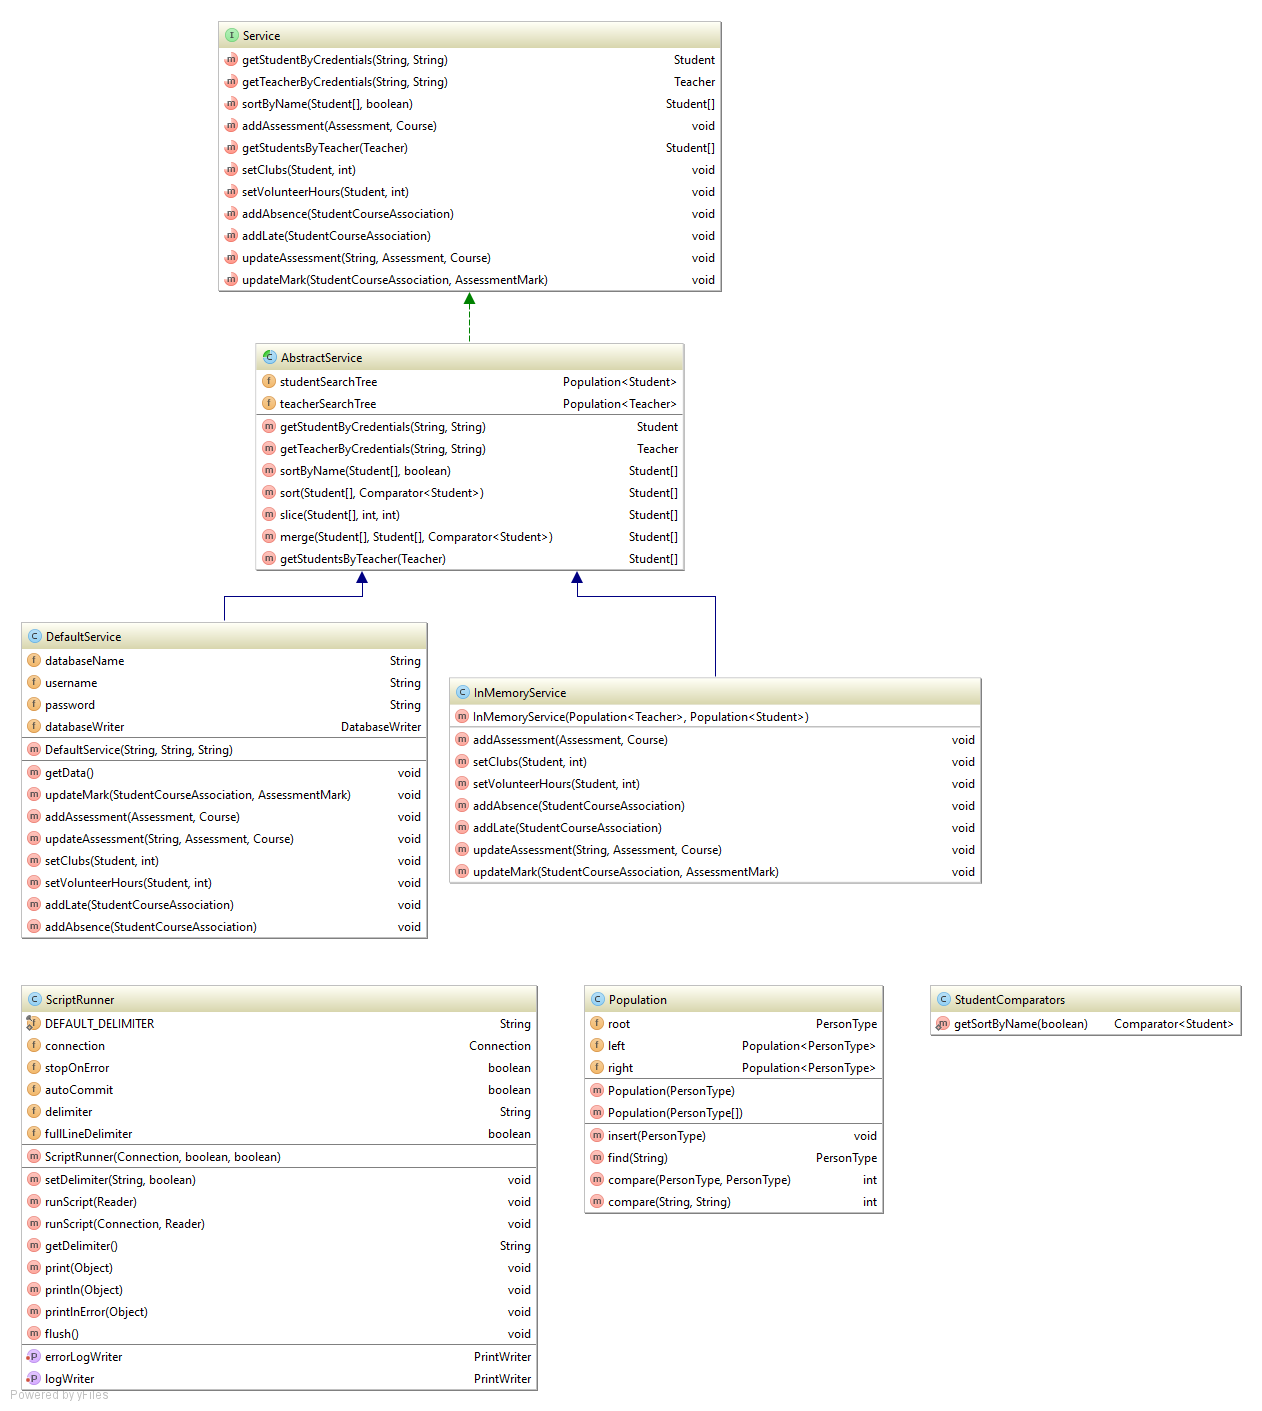 Service
getStudentByCredentials(String, String) Student
getTeacherByCredentials(String, String) Teacher
sortByName(Student[], boolean) Student[]
addAssessment(Assessment, Course) void
getStudentsByTeacher(Teacher) Student[]
setClubs(Student, int) void
setVolunteerHours(Student, int) void
addAbsence(StudentCourseAssociation) void
addLate(StudentCourseAssociation) void
updateAssessment(String, Assessment, Course) void
updateMark(StudentCourseAssociation, AssessmentMark) void
AbstractService
studentSearchTree Population<Student>
teacherSearchTree Population<Teacher>
getStudentByCredentials(String, String) Student
getTeacherByCredentials(String, String) Teacher
sortByName(Student[], boolean) Student[]
sort(Student[], Comparator<Student>) Student[]
slice(Student[], int, int) Student[]
merge(Student[], Student[], Comparator<Student>) Student[]
getStudentsByTeacher(Teacher) Student[]
DefaultService
databaseName String
username String
password String
databaseWriter DatabaseWriter
DefaultService(String, String, String)
getData() void
updateMark(StudentCourseAssociation, AssessmentMark) void
addAssessment(Assessment, Course) void
updateAssessment(String, Assessment, Course) void
setClubs(Student, int) void
setVolunteerHours(Student, int) void
addLate(StudentCourseAssociation) void
addAbsence(StudentCourseAssociation) void
InMemoryService
InMemoryService(Population<Teacher>, Population<Student>)
addAssessment(Assessment, Course) void
setClubs(Student, int) void
setVolunteerHours(Student, int) void
addAbsence(StudentCourseAssociation) void
addLate(StudentCourseAssociation) void
updateAssessment(String, Assessment, Course) void
updateMark(StudentCourseAssociation, AssessmentMark) void
ScriptRunner
DEFAULT_DELIMITER String
connection Connection
stopOnError boolean
autoCommit boolean
delimiter String
fullLineDelimiter boolean
ScriptRunner(Connection, boolean, boolean)
setDelimiter(String, boolean) void
runScript(Reader) void
runScript(Connection, Reader) void
getDelimiter() String
print(Object) void
println(Object) void
printlnError(Object) void
flush() void
errorLogWriter PrintWriter
logWriter PrintWriter
Population
root PersonType
left Population<PersonType>
right Population<PersonType>
Population(PersonType)
Population(PersonType[])
insert(PersonType) void
find(String) PersonType
compare(PersonType, PersonType) int
compare(String, String) int
StudentComparators
getSortByName(boolean) Comparator<Student>
Powered by yFiles